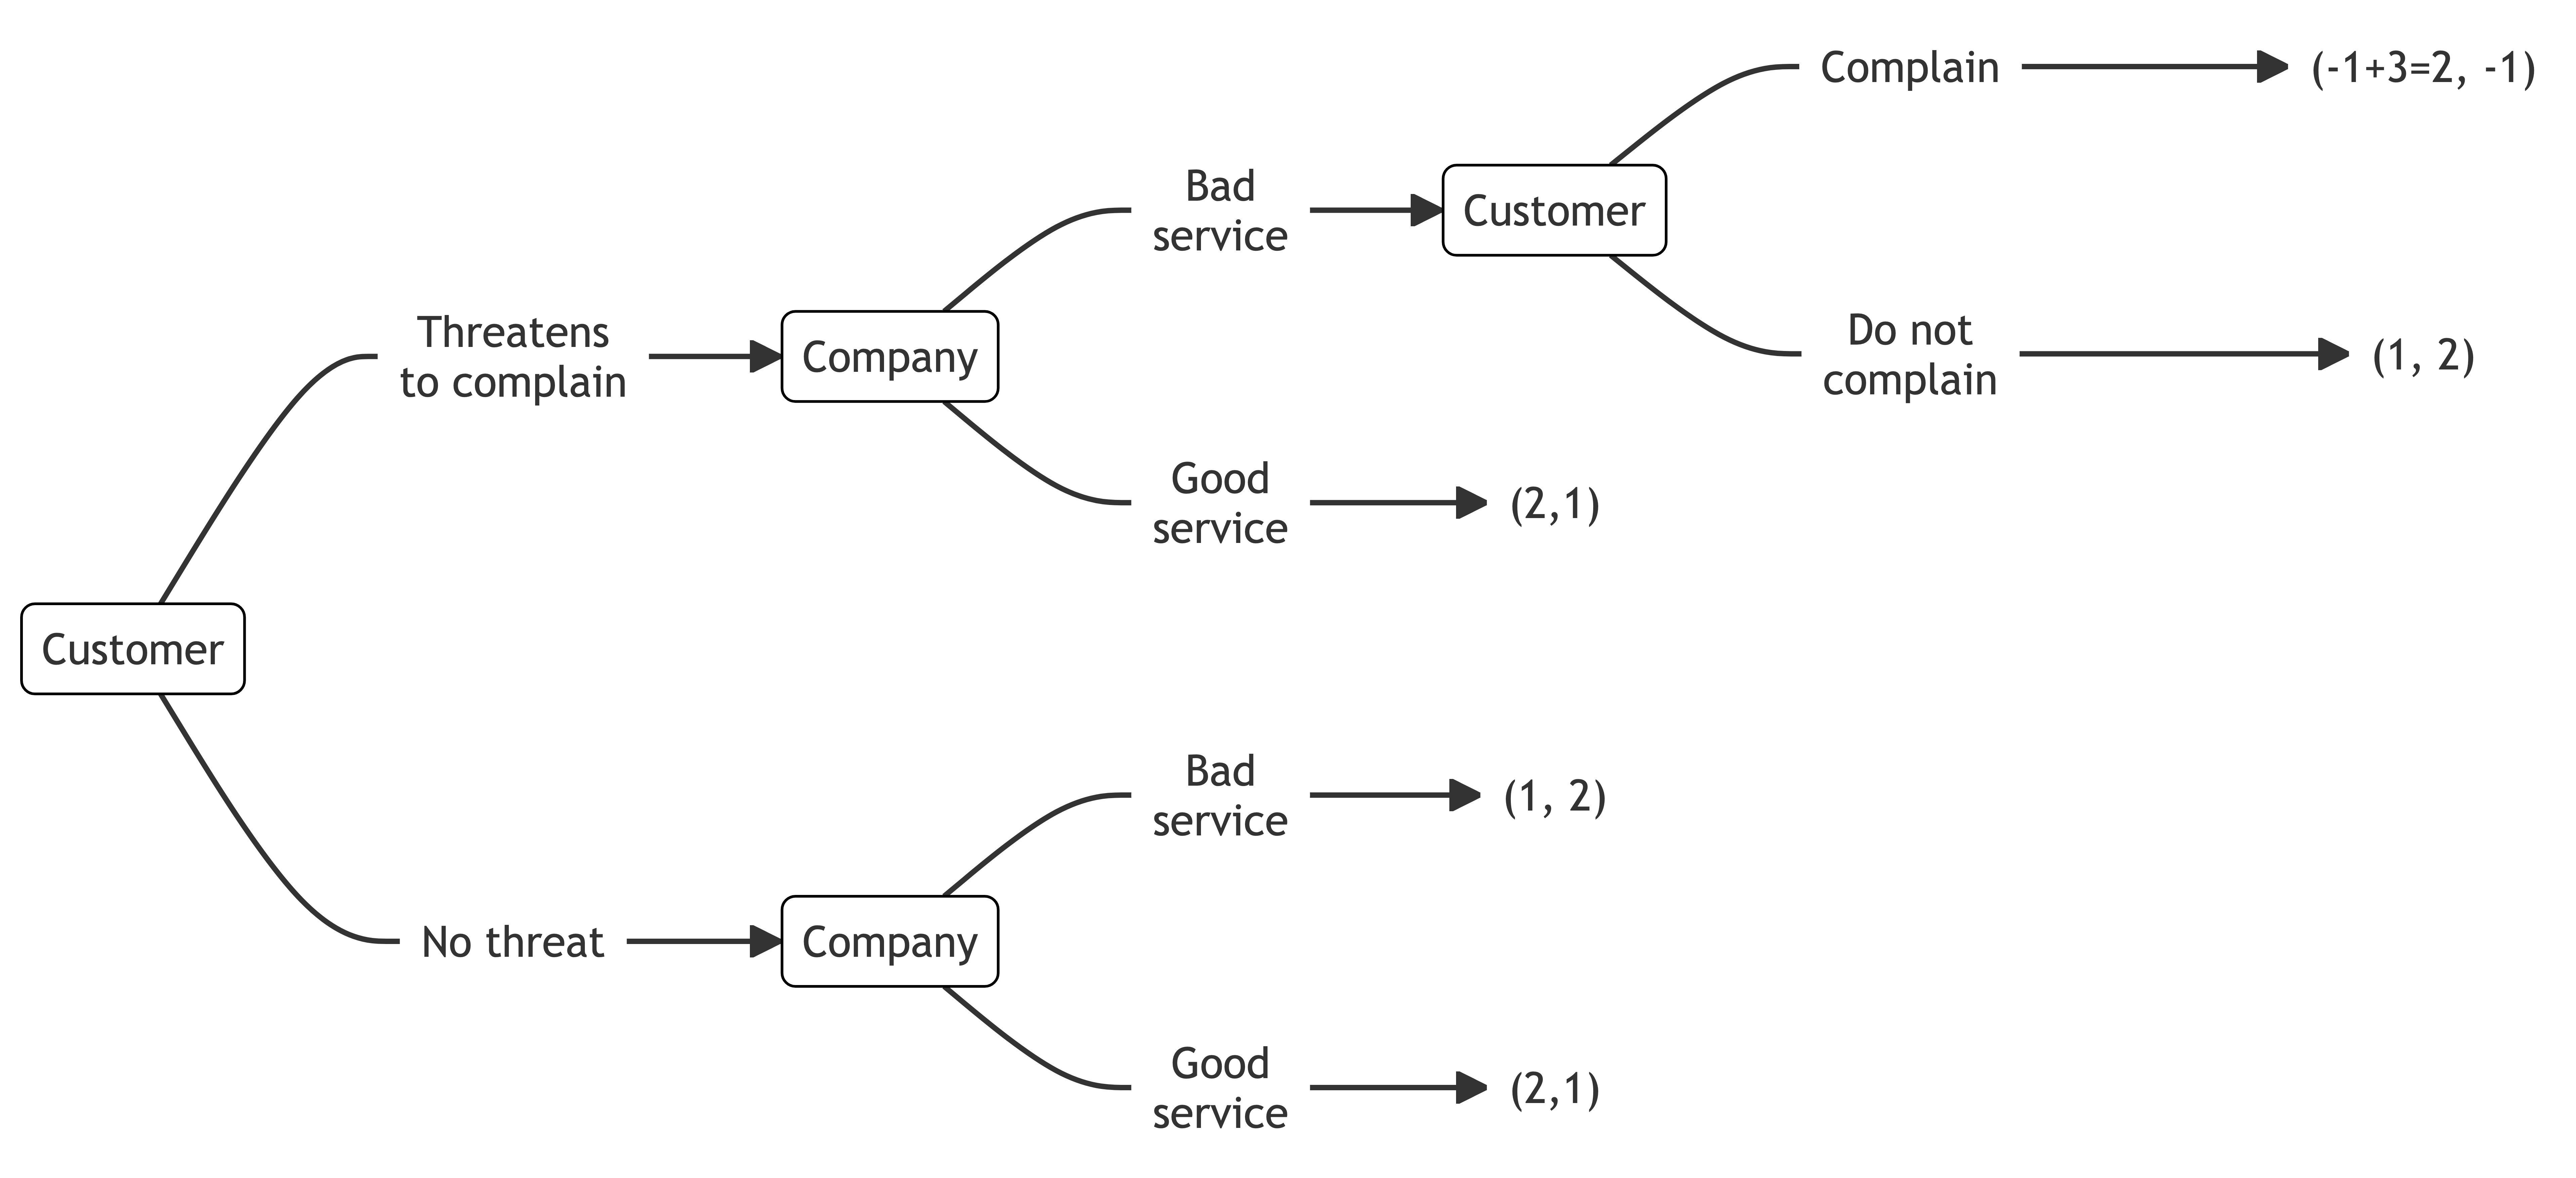 Complain
(-1+3=2, -1)
Bad
service
Customer
Do not
complain
(1, 2)
Threatens
to complain
Company
Good
service
(2,1)
Customer
Bad
service
(1, 2)
No threat
Company
Good
service
(2,1)